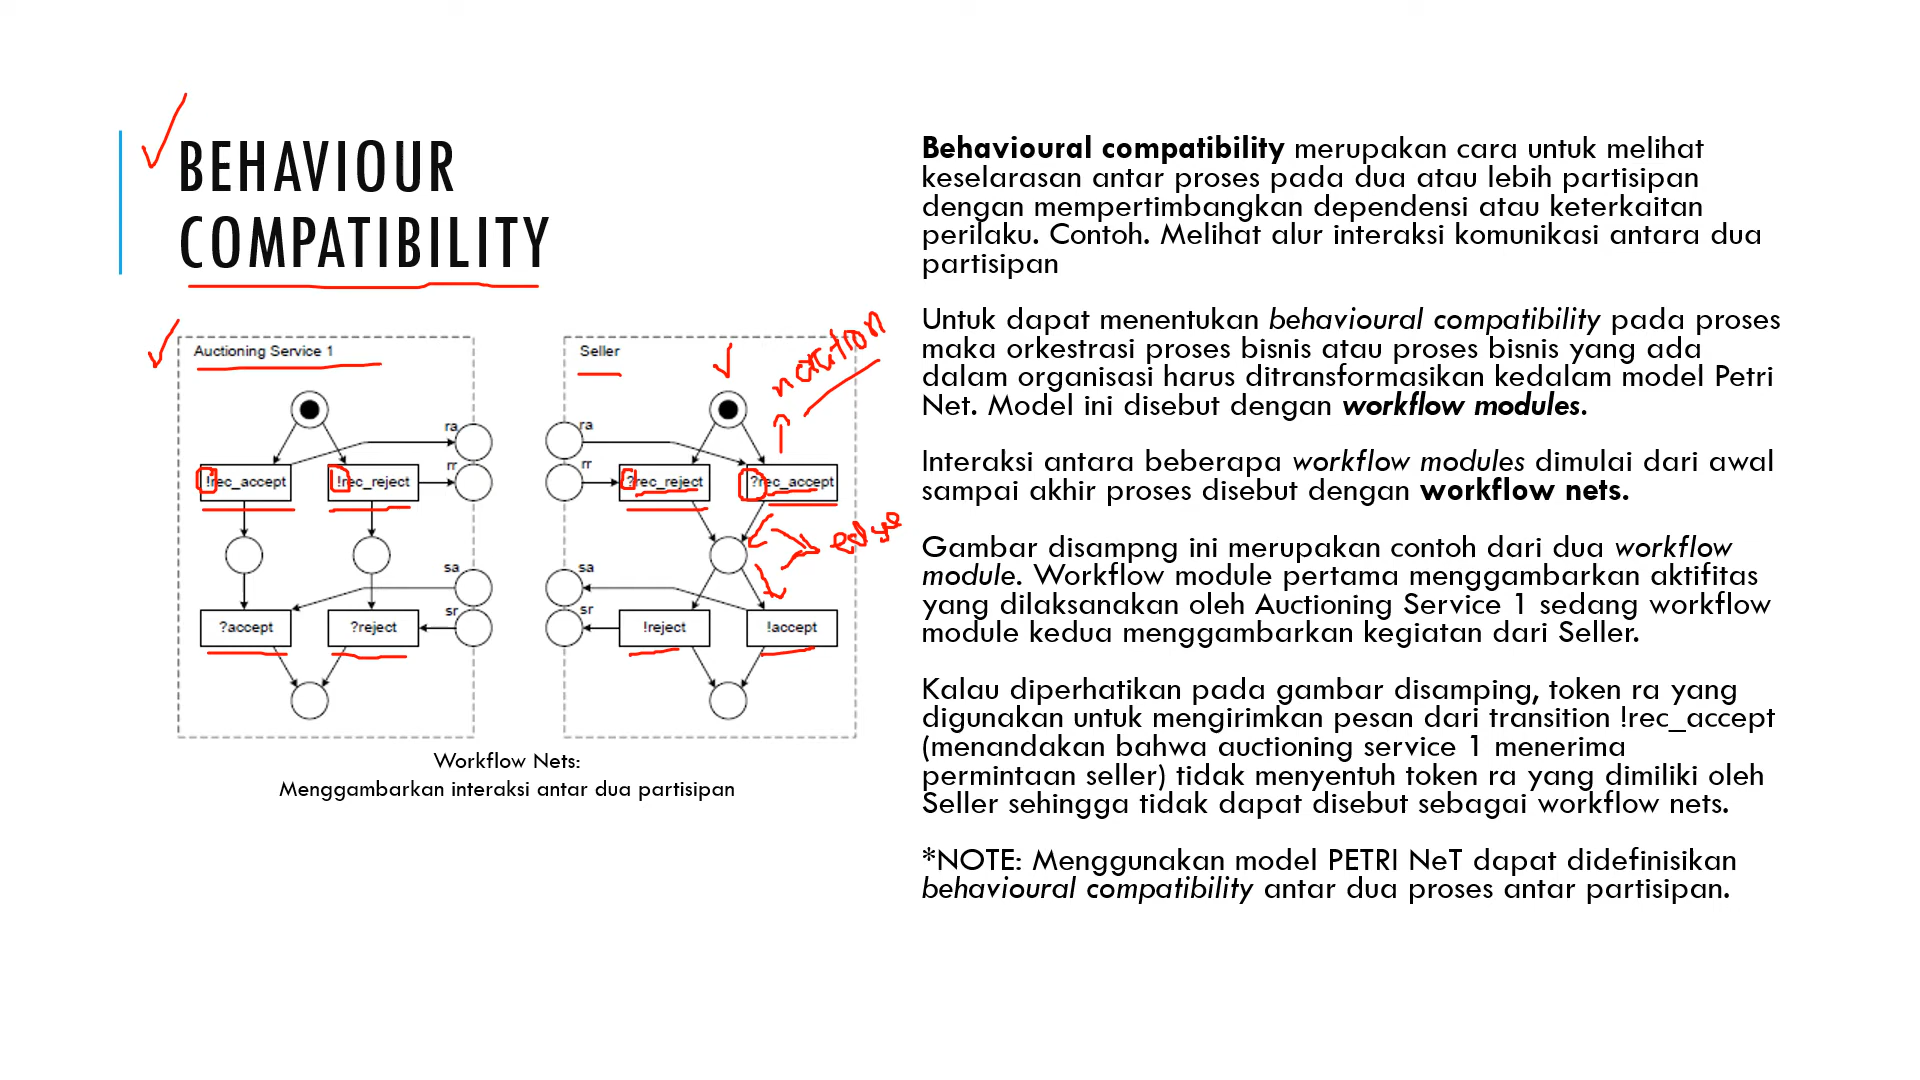 BEHAVIOUR
COMPATIBILITY
Auctioning Service 1
ra
rr
!rec_accept
!rec_reject
sa
sr
?accept
?reject
Seller
notation
ra
rr
?rec_reject
?rec_accept
edge
sa
sr
!reject
!accept
Workflow Nets:
Menggambarkan interaksi antar dua partisipan
Behavioural compatibility merupakan cara untuk melihat
keselarasan antar proses pada dua atau lebih partisipan
dengan mempertimbangkan dependensi atau keterkaitan
perilaku. Contoh. Melihat alur interaksi komunikasi antara dua
partisipan
Untuk dapat menentukan behavioural compatibility pada proses
maka orkestrasi proses bisnis atau proses bisnis yang ada
dalam organisasi harus ditransformasikan kedalam model Petri
Net. Model ini disebut dengan workflow modules.
Interaksi antara beberapa workflow modules dimulai dari awal
sampai akhir proses disebut dengan workflow nets.
Gambar disampng ini merupakan contoh dari dua workflow
module. Workflow module pertama menggambarkan aktifitas
yang dilaksanakan oleh Auctioning Service 1 sedang workflow
module kedua menggambarkan kegiatan dari Seller.
Kalau diperhatikan pada gambar disamping, token ra yang
digunakan untuk mengirimkan pesan dari transition !rec_accept
(menandakan bahwa auctioning service 1 menerima
permintaan seller) tidak menyentuh token ra yang dimiliki oleh
Seller sehingga tidak dapat disebut sebagai workflow nets.
*NOTE: Menggunakan model PETRI NeT dapat didefinisikan
behavioural compatibility antar dua proses antar partisipan.